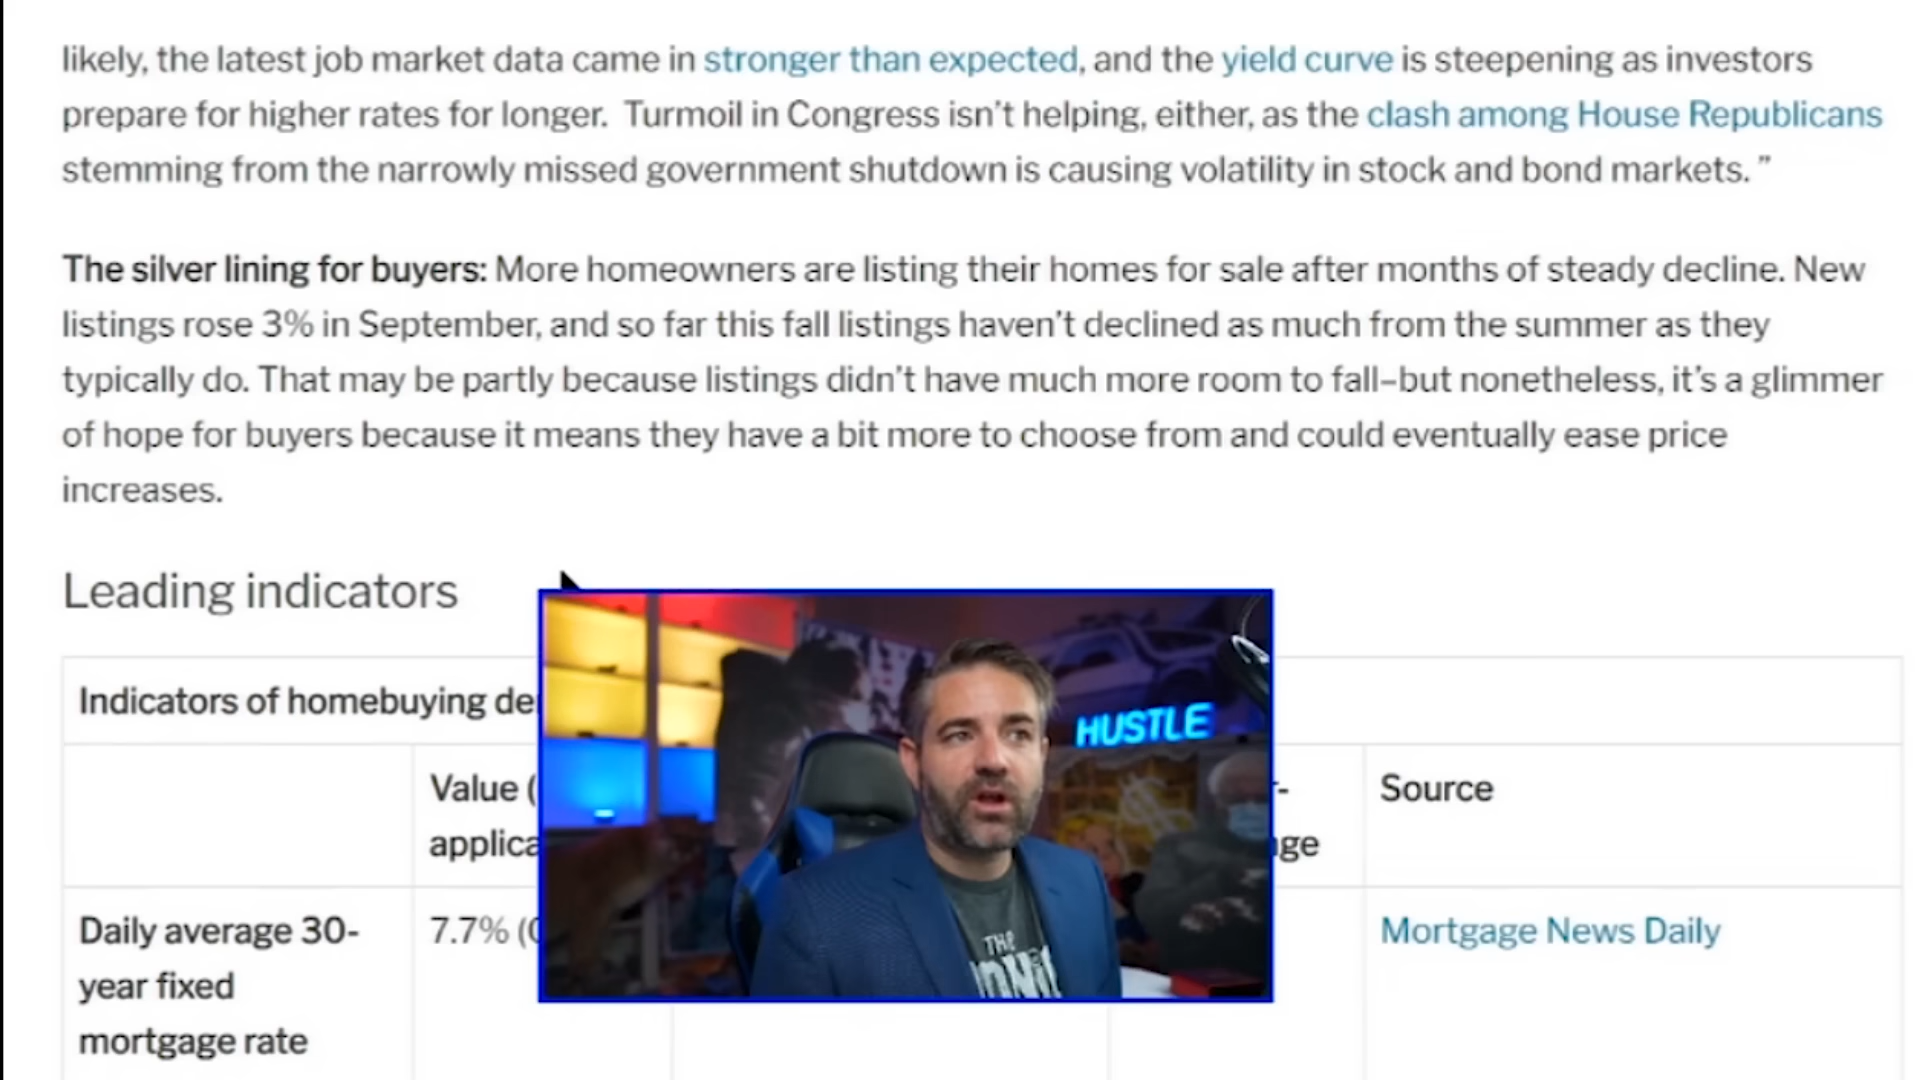 likely, the latest job market data came in stronger than expected, and the yield curve is steepening as investors
prepare for higher rates for longer. Turmoil in Congress isn't helping, either, as the clash among House Republicans
stemming from the narrowly missed government shutdown is causing volatility in stock and bond markets. ”
The silver lining for buyers: More homeowners are listing their homes for sale after months of steady decline. New
listings rose 3% in September, and so far this fall listings haven't declined as much from the summer as they
typically do. That may be partly because listings didn't have much more room to fall–but nonetheless, it's a glimmer
of hope for buyers because it means they have a bit more to choose from and could eventually ease price
increases.
Leading indicators
Indicators of homebuying
Value (
Source
Daily average 30-
year fixed
mortgage rate
7.7% (
Mortgage News Daily
HUSTLE
THE